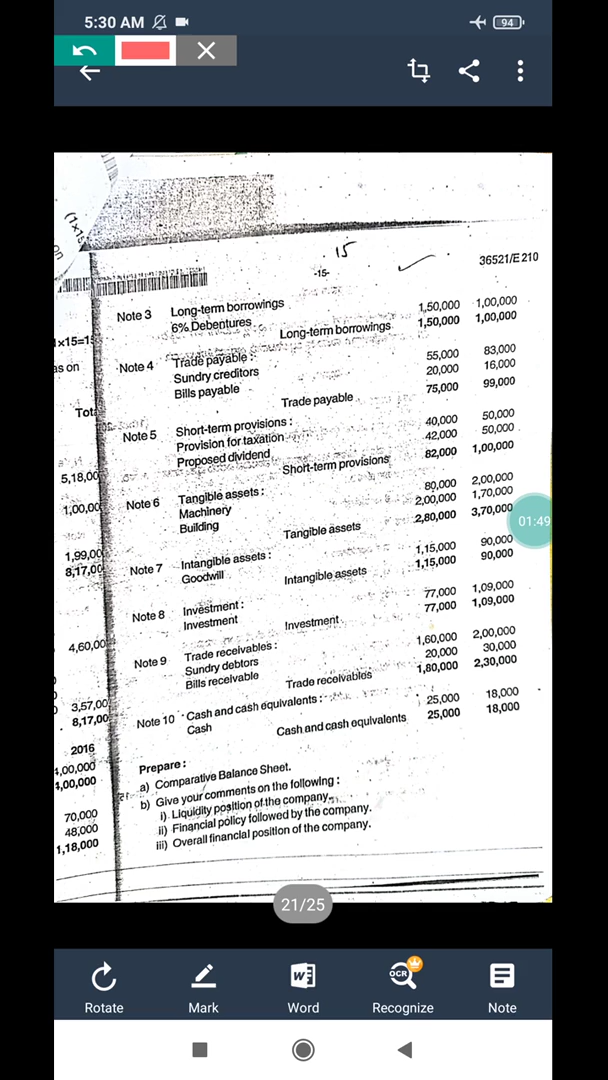 5:30 AM
94
15
-15-
36521/E 210
Note 3 Long-term borrowings
6% Debentures 1,50,000 1,00,000
Long-term borrowings 1,50,000 1,00,000
1x15=15
as on
Note 4 Trade payable :
Sundry creditors 55,000 83,000
Bills payable 20,000 16,000
Trade payable 75,000 99,000
Note 5 Short-term provisions :
Provision for taxation 40,000 50,000
Proposed dividend 42,000 50,000
Short-term provisions 82,000 1,00,000
5,18,00
1,00,00
1,99,00
8,17,00
Note 6 Tangible assets :
Machinery 80,000 2,00,000
Building 2,00,000 1,70,000
Tangible assets 2,80,000 3,70,000
01:49
Note 7 Intangible assets :
Goodwill 1,15,000 90,000
Intangible assets 1,15,000 90,000
Note 8 Investment :
Investment 77,000 1,09,000
Investment 77,000 1,09,000
4,60,00
Note 9 Trade receivables :
Sundry debtors 1,60,000 2,00,000
Bills receivable 20,000 30,000
Trade receivables 1,80,000 2,30,000
3,57,00
8,17,00
Note 10 Cash and cash equivalents :
Cash 25,000 18,000
Cash and cash equivalents 25,000 18,000
2016
4,00,000
4,00,000
70,000
48,000
1,18,000
Prepare :
a) Comparative Balance Sheet.
b) Give your comments on the following :
i) Liquidity position of the company.
ii) Financial policy followed by the company.
iii) Overall financial position of the company.
21/25
Rotate Mark Word Recognize Note
OCR